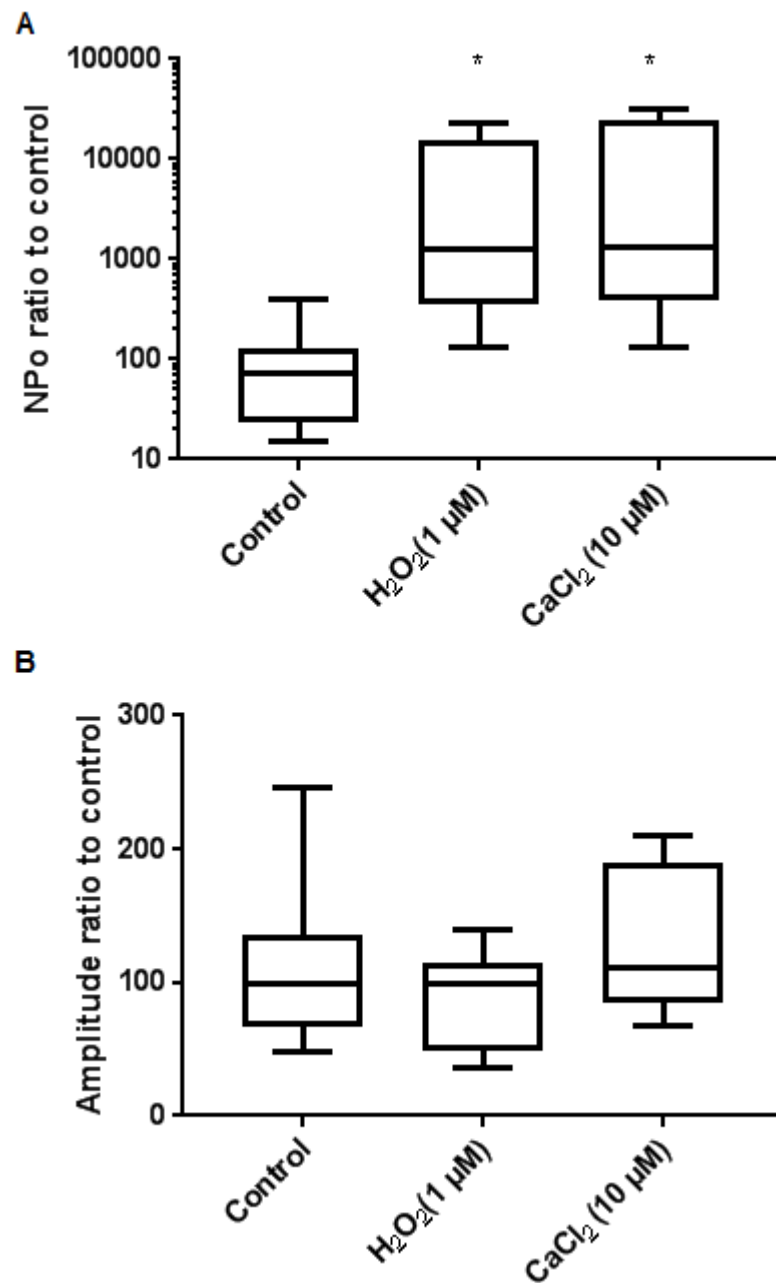 A
NPo ratio to control
100000
10000
1000
100
10
*
*
Control
H₂O₂(1 µM)
CaCl₂ (10 µM)
B
Amplitude ratio to control
300
200
100
0
Control
H₂O₂(1 µM)
CaCl₂ (10 µM)